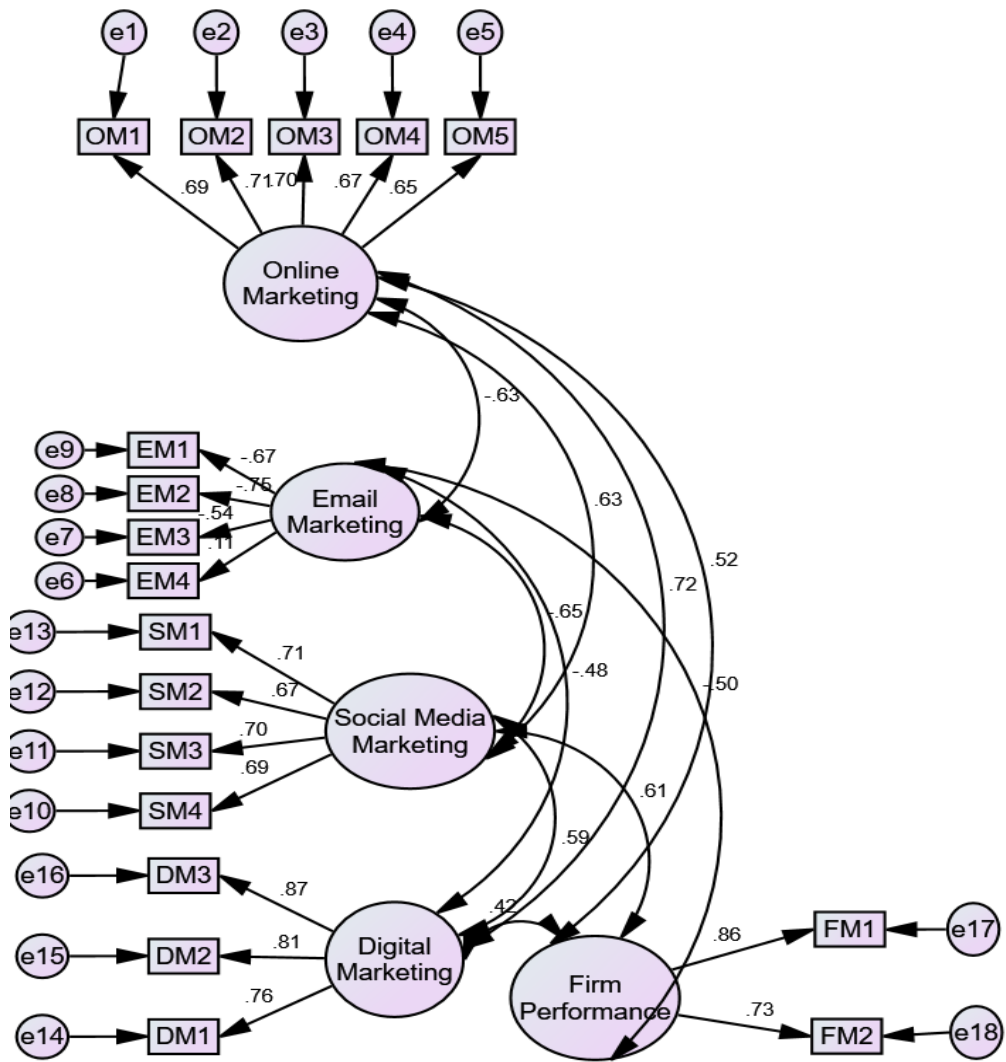 e1 e2 e3 e4 e5
OM1 OM2 OM3 OM4 OM5
.69 .71 .70 .67 .65
Online
Marketing
-.63
e9 EM1 -.67
e8 EM2 -.75
e7 EM3 -.54
e6 EM4 .11
Email
Marketing
.63
.52
.72
-.65
-.48
-.50
e13 SM1 .71
e12 SM2 .67
e11 SM3 .70
e10 SM4 .69
Social Media
Marketing
.61
.59
.42
e16 DM3 .87
e15 DM2 .81
e14 DM1 .76
Digital
Marketing
Firm
Performance
.86 FM1 e17
.73 FM2 e18